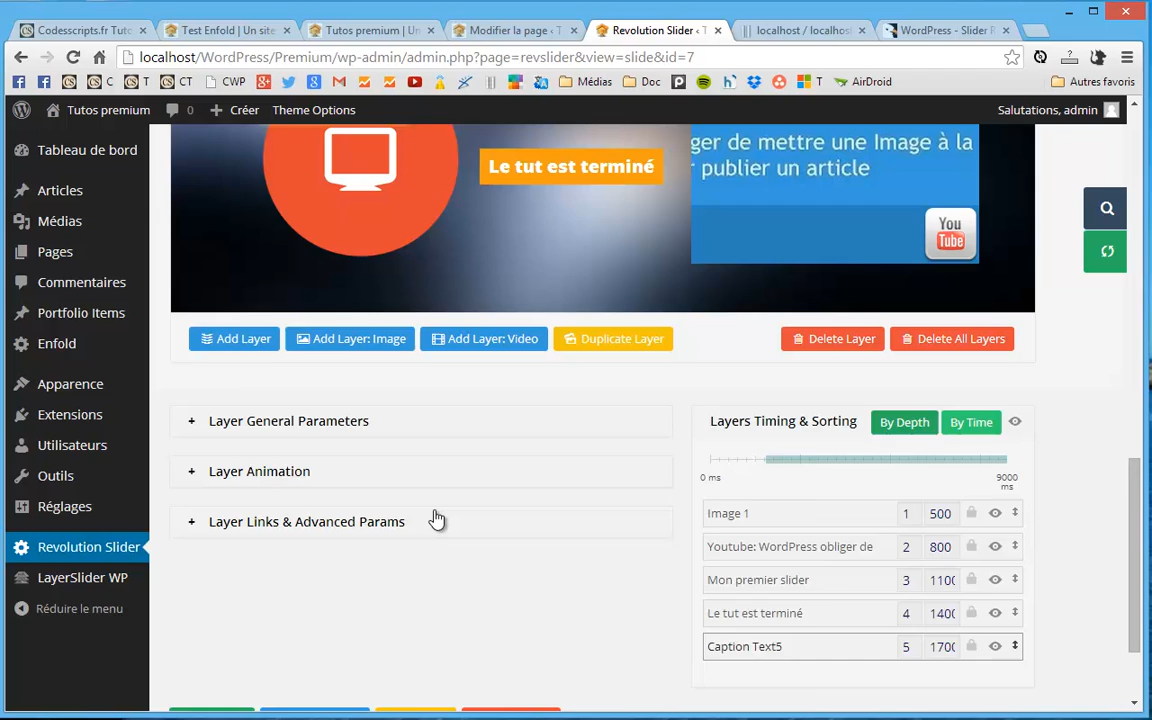 Codesscripts.fr Tuto
Test Enfold | Un site
Tutos premium | Un
Modifier la page ‹ T
Revolution Slider ‹ T
localhost / localhos
WordPress - Slider R
localhost/WordPress/Premium/wp-admin/admin.php?page=revslider&view=slide&id=7
C
T
CT
CWP
Médias
Doc
T
AirDroid
Autres favoris
Tutos premium
0
Créer
Theme Options
Salutations, admin
Tableau de bord
Articles
Médias
Pages
Commentaires
Portfolio Items
Enfold
Apparence
Extensions
Utilisateurs
Outils
Réglages
Revolution Slider
LayerSlider WP
Réduire le menu
Le tut est terminé
ger de mettre une Image à la
publier un article
You
Tube
Add Layer
Add Layer: Image
Add Layer: Video
Duplicate Layer
Delete Layer
Delete All Layers
+ Layer General Parameters
+ Layer Animation
+ Layer Links & Advanced Params
Layers Timing & Sorting
By Depth
By Time
0 ms
9000
ms
Image 1 1 500
Youtube: WordPress obliger de 2 800
Mon premier slider 3 1100
Le tut est terminé 4 1400
Caption Text5 5 1700